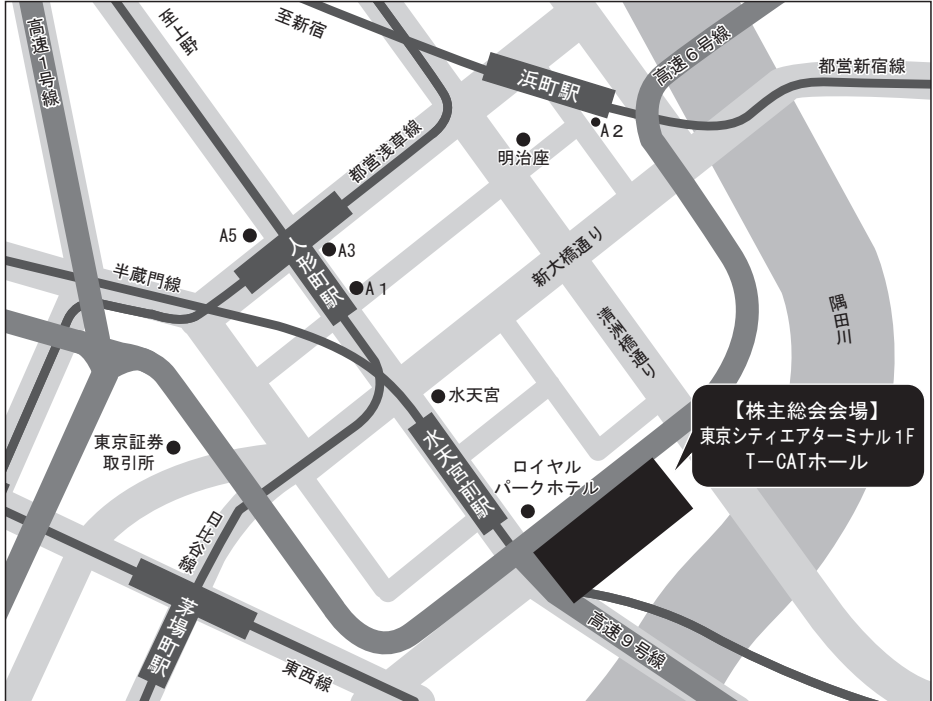 高速1号線
至上野
至新宿
浜町駅
高速6号線
都営新宿線
A2
明治座
都営浅草線
A5
A3
人形町駅
A1
半蔵門線
新大橋通り
清洲橋通り
隅田川
水天宮
【株主総会会場】
東京シティエアターミナル1F
T－CATホール
東京証券
取引所
水天宮前駅
ロイヤル
パークホテル
日比谷線
茅場町駅
東西線
高速9号線